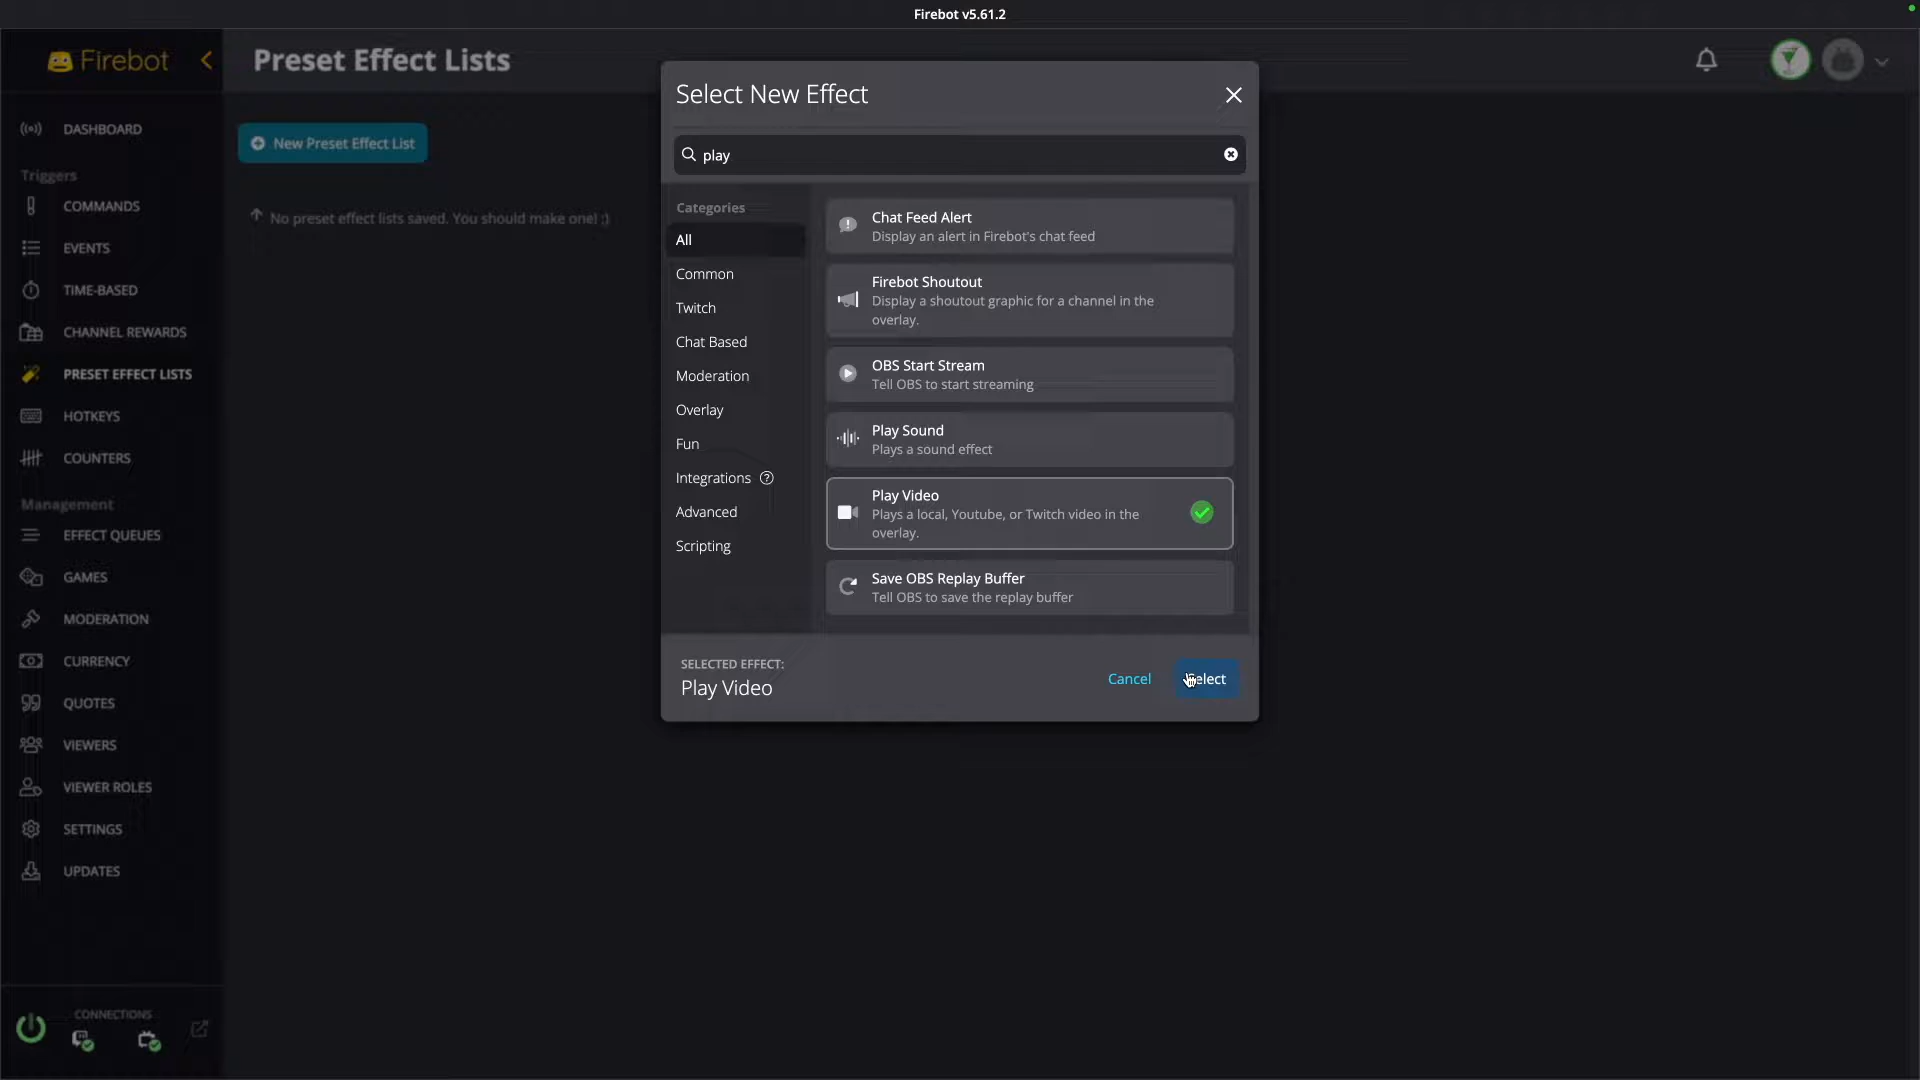 Firebot v5.61.2
Firebot
Preset Effect Lists
DASHBOARD
Triggers
COMMANDS
EVENTS
TIME-BASED
CHANNEL REWARDS
PRESET EFFECT LISTS
HOTKEYS
COUNTERS
Management
EFFECT QUEUES
GAMES
MODERATION
CURRENCY
QUOTES
VIEWERS
VIEWER ROLES
SETTINGS
UPDATES
CONNECTIONS
New Preset Effect List
No preset effect lists saved. You should make one! :)
Select New Effect
play
Categories
All
Common
Twitch
Chat Based
Moderation
Overlay
Fun
Integrations
Advanced
Scripting
Chat Feed Alert
Display an alert in Firebot's chat feed
Firebot Shoutout
Display a shoutout graphic for a channel in the
overlay.
OBS Start Stream
Tell OBS to start streaming
Play Sound
Plays a sound effect
Play Video
Plays a local, Youtube, or Twitch video in the
overlay.
Save OBS Replay Buffer
Tell OBS to save the replay buffer
SELECTED EFFECT:
Play Video
Cancel
Select